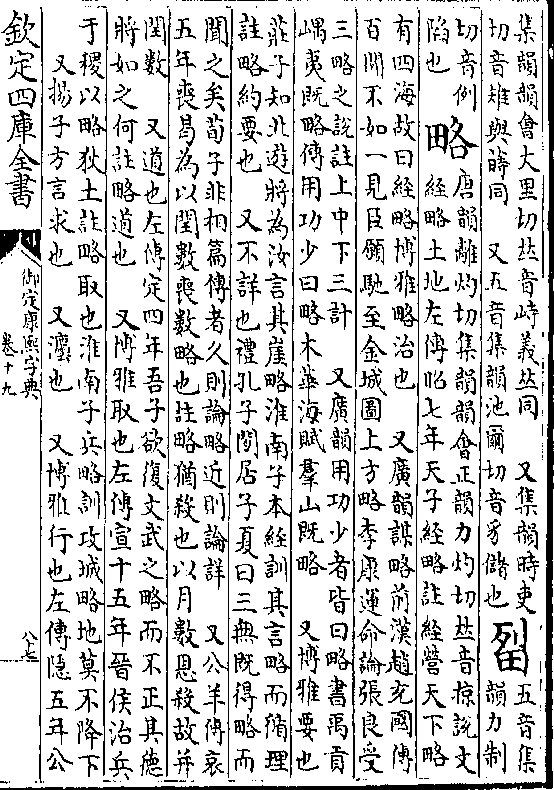 集韻韻會丈里切𠀤音峙義𠀤同　又集韻時吏
切音雉與蒔同　又五音集韻池爾切音豸儲也　㽝　五音集韻力制
切音例
陷也　略　唐韻離灼切集韻韻會正韻力灼切𠀤音掠說文
經略土地左傳昭七年天子經略註經營天下略
有四海故曰經略博雅略治也　又廣韻謀略前漢趙充國傳
百聞不如一見臣願馳至金城圖上方略李康運命論張良受
三略之說註上中下三計　又廣韻用功少者皆曰略書禹貢
嵎夷既略傳用功少曰略木華海賦羣山既略　又博雅要也
莊子知北遊將為汝言其崖略淮南子本經訓其言略而循理
註略約要也　又不詳也禮孔子閒居子夏曰三無既得略而
聞之矣荀子非相篇傳者久則論略近則論詳　又公羊傳哀
五年喪曷為以閏數喪數略也註略猶殺也以月數恩殺故并
閏數　又道也左傳定四年吾子欲復文武之略而不正其德
將如之何註略道也　又博雅取也左傳宣十五年晉侯治兵
于稷以略狄土註略取也淮南子兵略訓攻城略地莫不降下
又揚子方言求也　又灋也　又博雅行也左傳隱五年公
欽定四庫全書
御定康熙字典
卷十九
八十七